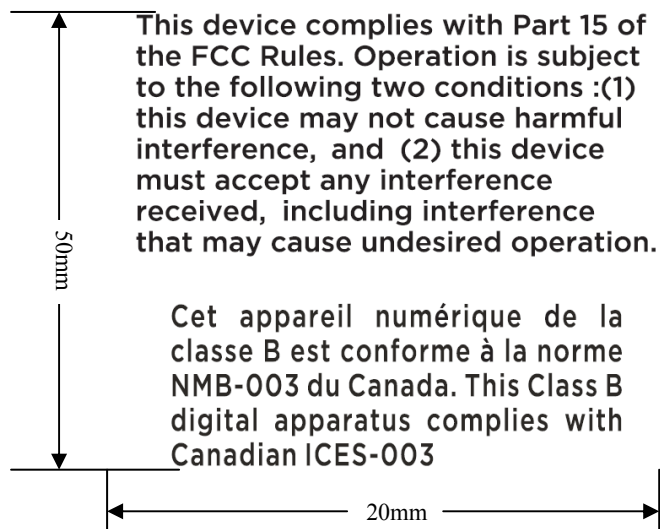 This device complies with Part 15 of
the FCC Rules. Operation is subject
to the following two conditions :(1)
this device may not cause harmful
interference, and (2) this device
must accept any interference
received, including interference
that may cause undesired operation.
50mm
Cet appareil numérique de la
classe B est conforme à la norme
NMB-003 du Canada. This Class B
digital apparatus complies with
Canadian ICES-003
20mm